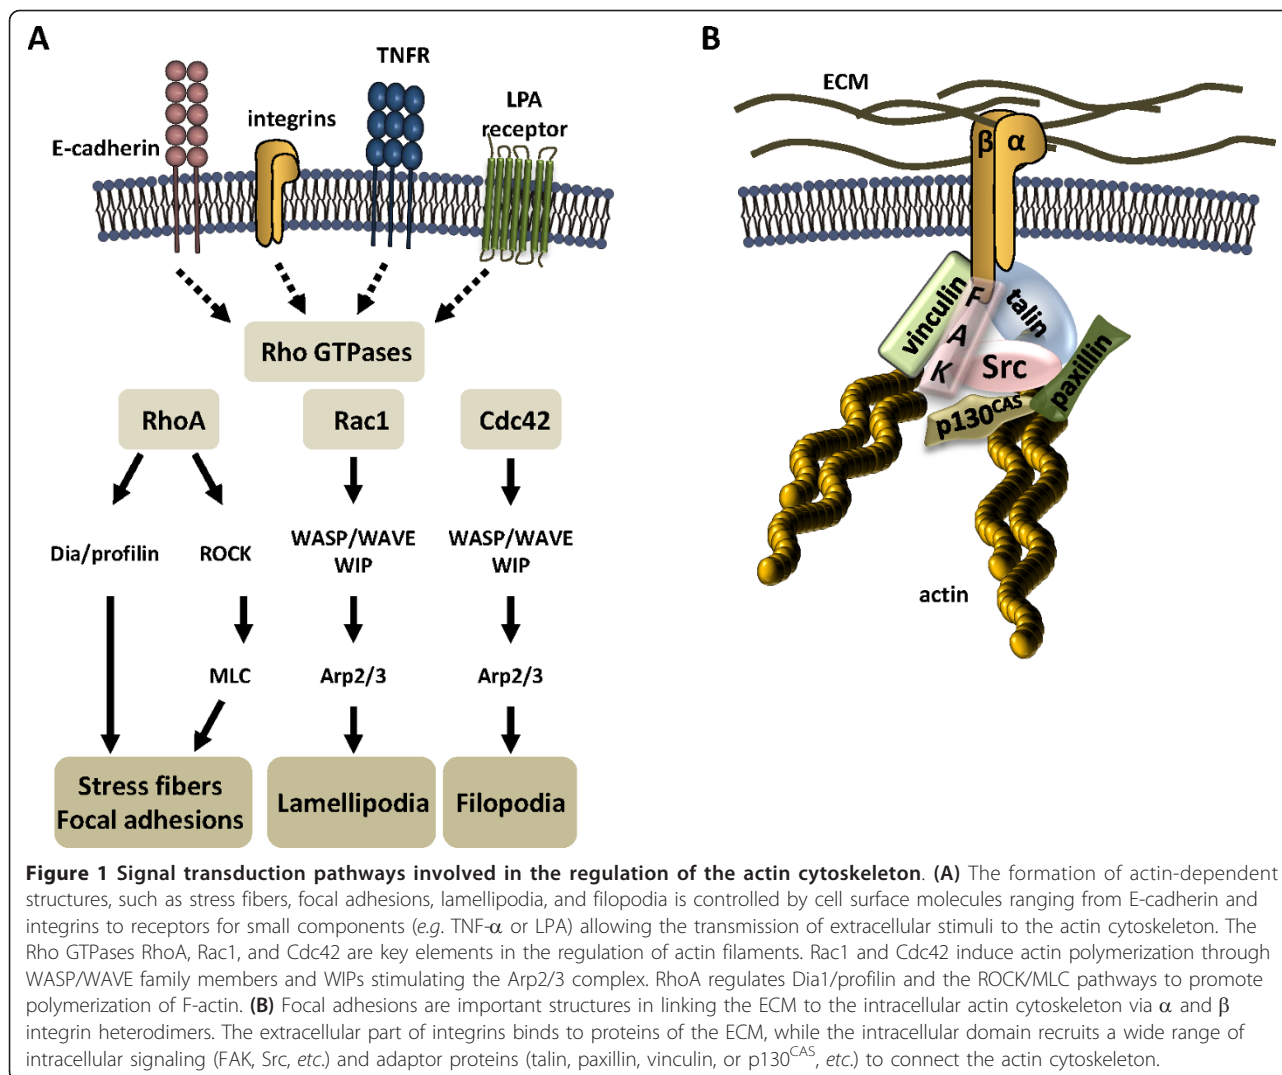 A
TNFR
LPA
receptor
integrins
E-cadherin
Rho GTPases
RhoA
Rac1
Cdc42
Dia/profilin
ROCK
WASP/WAVE
WIP
WASP/WAVE
WIP
MLC
Arp2/3
Arp2/3
Stress fibers
Focal adhesions
Lamellipodia
Filopodia
B
ECM
β
α
vinculin
FAK
talin
Src
paxillin
p130CAS
actin
Figure 1 Signal transduction pathways involved in the regulation of the actin cytoskeleton. (A) The formation of actin-dependent
structures, such as stress fibers, focal adhesions, lamellipodia, and filopodia is controlled by cell surface molecules ranging from E-cadherin and
integrins to receptors for small components (e.g. TNF-α or LPA) allowing the transmission of extracellular stimuli to the actin cytoskeleton. The
Rho GTPases RhoA, Rac1, and Cdc42 are key elements in the regulation of actin filaments. Rac1 and Cdc42 induce actin polymerization through
WASP/WAVE family members and WIPs stimulating the Arp2/3 complex. RhoA regulates Dia1/profilin and the ROCK/MLC pathways to promote
polymerization of F-actin. (B) Focal adhesions are important structures in linking the ECM to the intracellular actin cytoskeleton via α and β
integrin heterodimers. The extracellular part of integrins binds to proteins of the ECM, while the intracellular domain recruits a wide range of
intracellular signaling (FAK, Src, etc.) and adaptor proteins (talin, paxillin, vinculin, or p130CAS, etc.) to connect the actin cytoskeleton.